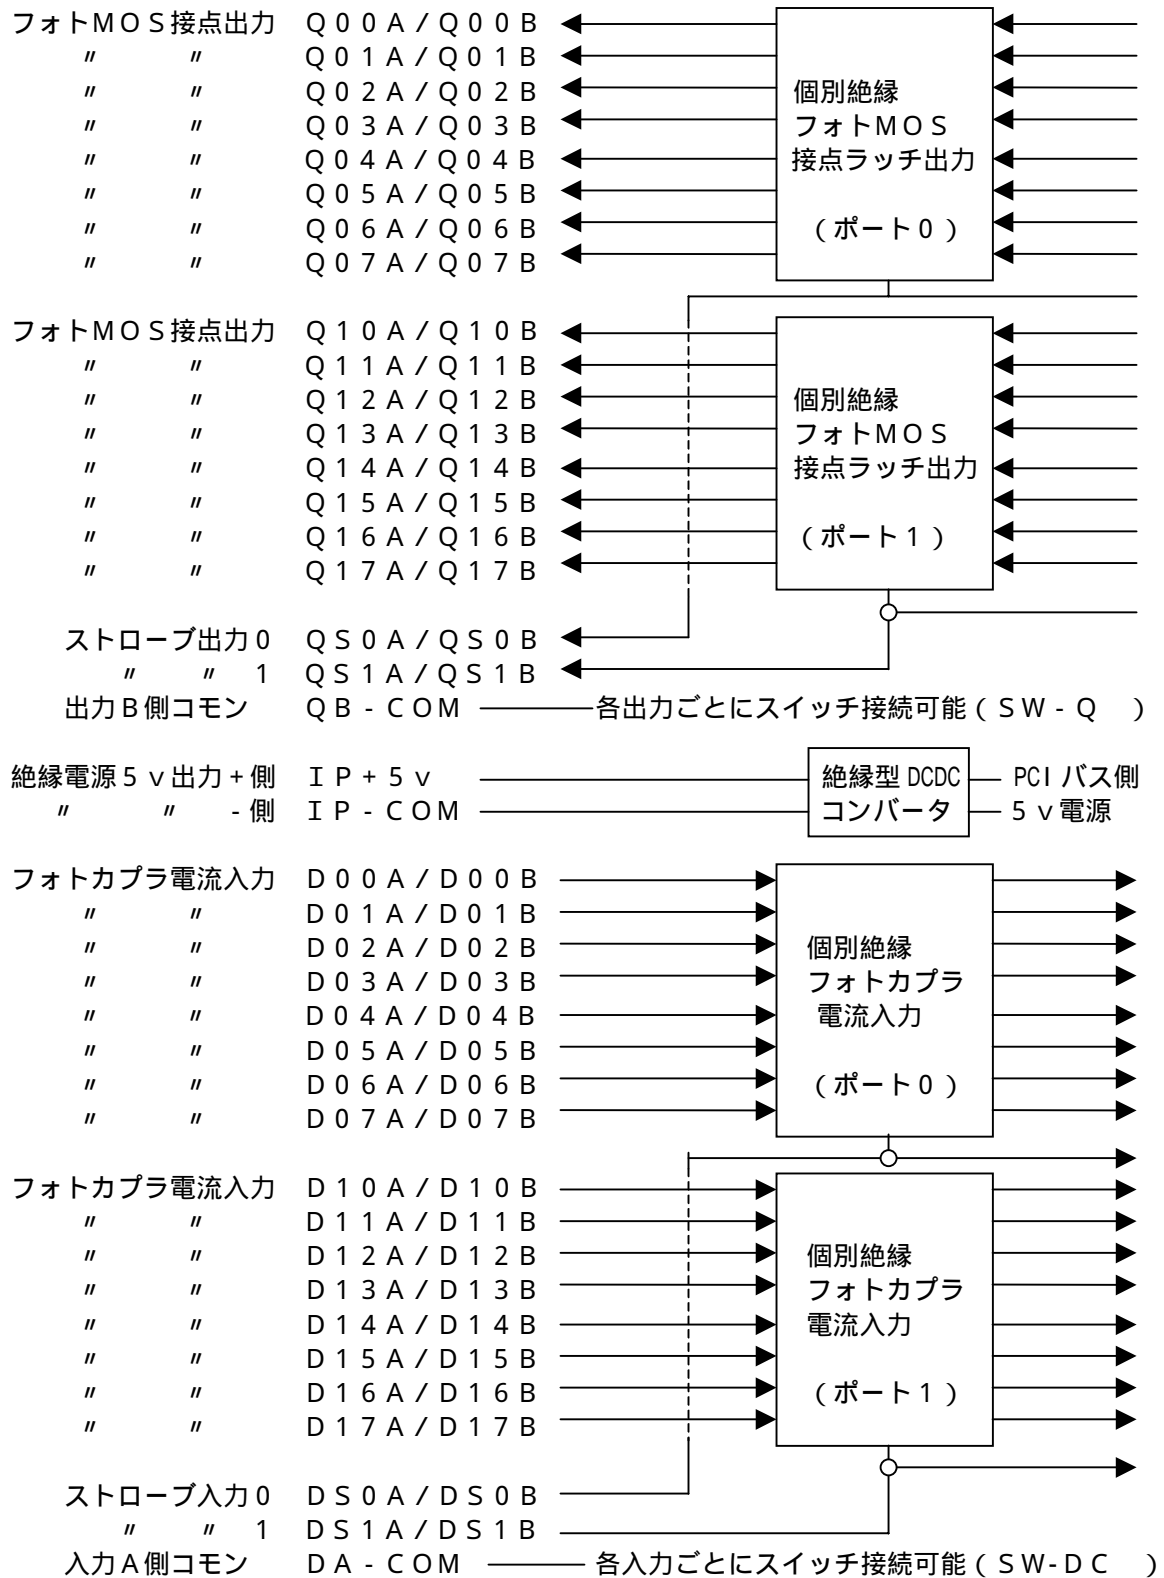 フォトＭＯＳ接点出力　Ｑ００Ａ／Ｑ００Ｂ
〃　〃　Ｑ０１Ａ／Ｑ０１Ｂ
〃　〃　Ｑ０２Ａ／Ｑ０２Ｂ
〃　〃　Ｑ０３Ａ／Ｑ０３Ｂ
〃　〃　Ｑ０４Ａ／Ｑ０４Ｂ
〃　〃　Ｑ０５Ａ／Ｑ０５Ｂ
〃　〃　Ｑ０６Ａ／Ｑ０６Ｂ
〃　〃　Ｑ０７Ａ／Ｑ０７Ｂ
個別絶縁
フォトＭＯＳ
接点ラッチ出力
（ポート０）
フォトＭＯＳ接点出力　Ｑ１０Ａ／Ｑ１０Ｂ
〃　〃　Ｑ１１Ａ／Ｑ１１Ｂ
〃　〃　Ｑ１２Ａ／Ｑ１２Ｂ
〃　〃　Ｑ１３Ａ／Ｑ１３Ｂ
〃　〃　Ｑ１４Ａ／Ｑ１４Ｂ
〃　〃　Ｑ１５Ａ／Ｑ１５Ｂ
〃　〃　Ｑ１６Ａ／Ｑ１６Ｂ
〃　〃　Ｑ１７Ａ／Ｑ１７Ｂ
個別絶縁
フォトＭＯＳ
接点ラッチ出力
（ポート１）
ストローブ出力０　ＱＳ０Ａ／ＱＳ０Ｂ
〃　〃　１　ＱＳ１Ａ／ＱＳ１Ｂ
出力Ｂ側コモン　ＱＢ-ＣＯＭ　各出力ごとにスイッチ接続可能（ＳＷ-Ｑ　）
絶縁電源５ｖ出力+側　ＩＰ+５ｖ
〃　〃　-側　ＩＰ-ＣＯＭ
絶縁型DCDC
コンバータ
PCIバス側
５ｖ電源
フォトカプラ電流入力　Ｄ００Ａ／Ｄ００Ｂ
〃　〃　Ｄ０１Ａ／Ｄ０１Ｂ
〃　〃　Ｄ０２Ａ／Ｄ０２Ｂ
〃　〃　Ｄ０３Ａ／Ｄ０３Ｂ
〃　〃　Ｄ０４Ａ／Ｄ０４Ｂ
〃　〃　Ｄ０５Ａ／Ｄ０５Ｂ
〃　〃　Ｄ０６Ａ／Ｄ０６Ｂ
〃　〃　Ｄ０７Ａ／Ｄ０７Ｂ
個別絶縁
フォトカプラ
電流入力
（ポート０）
フォトカプラ電流入力　Ｄ１０Ａ／Ｄ１０Ｂ
〃　〃　Ｄ１１Ａ／Ｄ１１Ｂ
〃　〃　Ｄ１２Ａ／Ｄ１２Ｂ
〃　〃　Ｄ１３Ａ／Ｄ１３Ｂ
〃　〃　Ｄ１４Ａ／Ｄ１４Ｂ
〃　〃　Ｄ１５Ａ／Ｄ１５Ｂ
〃　〃　Ｄ１６Ａ／Ｄ１６Ｂ
〃　〃　Ｄ１７Ａ／Ｄ１７Ｂ
個別絶縁
フォトカプラ
電流入力
（ポート１）
ストローブ入力０　ＤＳ０Ａ／ＤＳ０Ｂ
〃　〃　１　ＤＳ１Ａ／ＤＳ１Ｂ
入力Ａ側コモン　ＤＡ-ＣＯＭ　各入力ごとにスイッチ接続可能（ＳＷ-ＤＣ　）